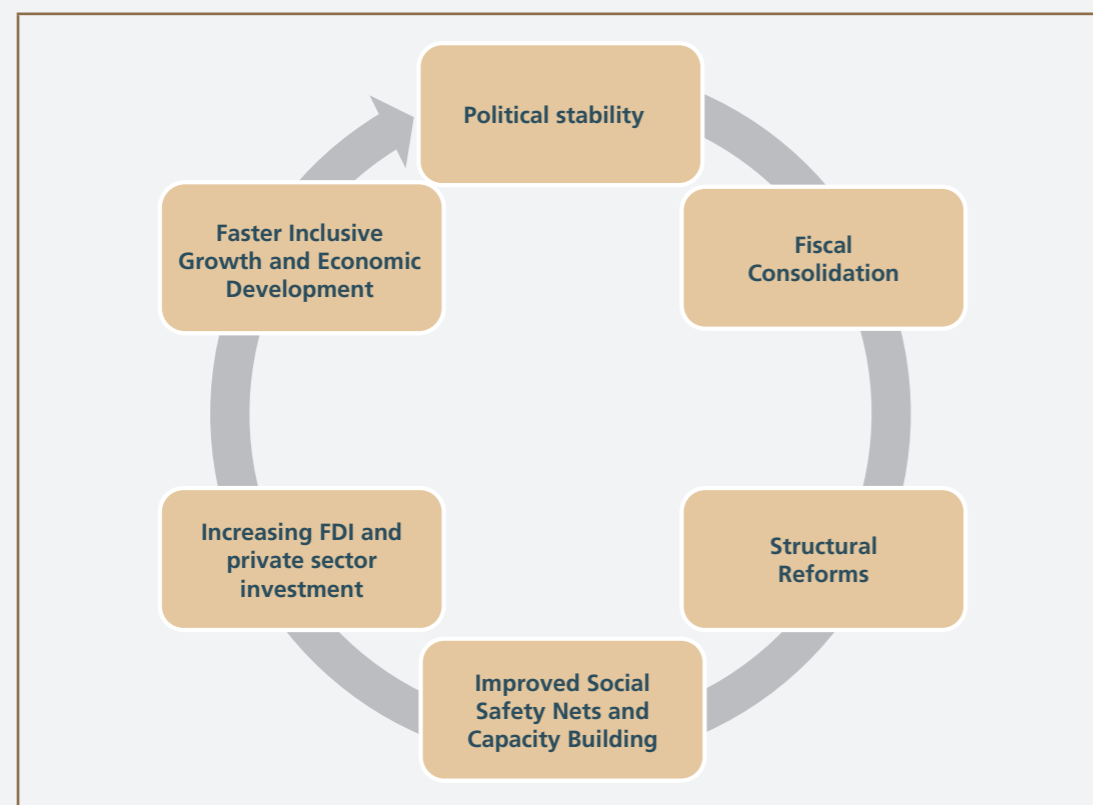 Political stability
Fiscal
Consolidation
Structural
Reforms
Improved Social
Safety Nets and
Capacity Building
Increasing FDI and
private sector
investment
Faster Inclusive
Growth and Economic
Development